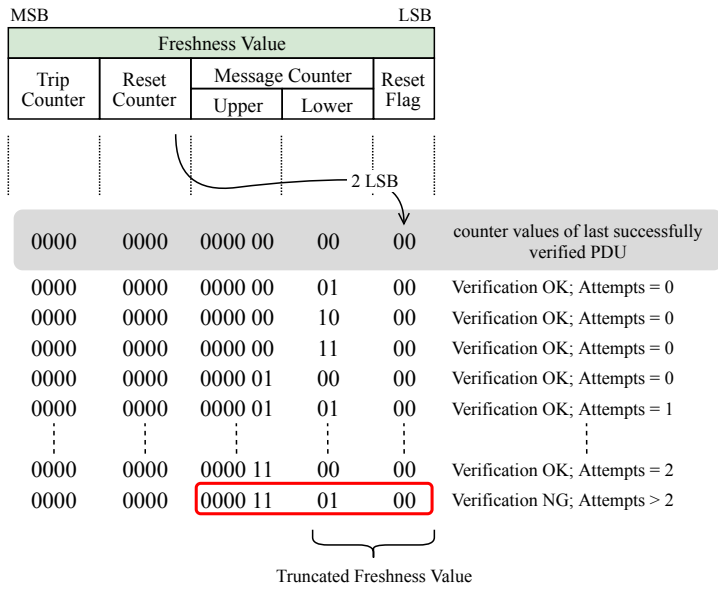 MSB LSB
Freshness Value
Trip Counter Reset Counter Message Counter Reset Flag
Upper Lower
2 LSB
0000 0000 0000 00 00 00 counter values of last successfully verified PDU
0000 0000 0000 00 01 00 Verification OK; Attempts = 0
0000 0000 0000 00 10 00 Verification OK; Attempts = 0
0000 0000 0000 00 11 00 Verification OK; Attempts = 0
0000 0000 0000 01 00 00 Verification OK; Attempts = 0
0000 0000 0000 01 01 00 Verification OK; Attempts = 1
0000 0000 0000 11 00 00 Verification OK; Attempts = 2
0000 0000 0000 11 01 00 Verification NG; Attempts > 2
Truncated Freshness Value